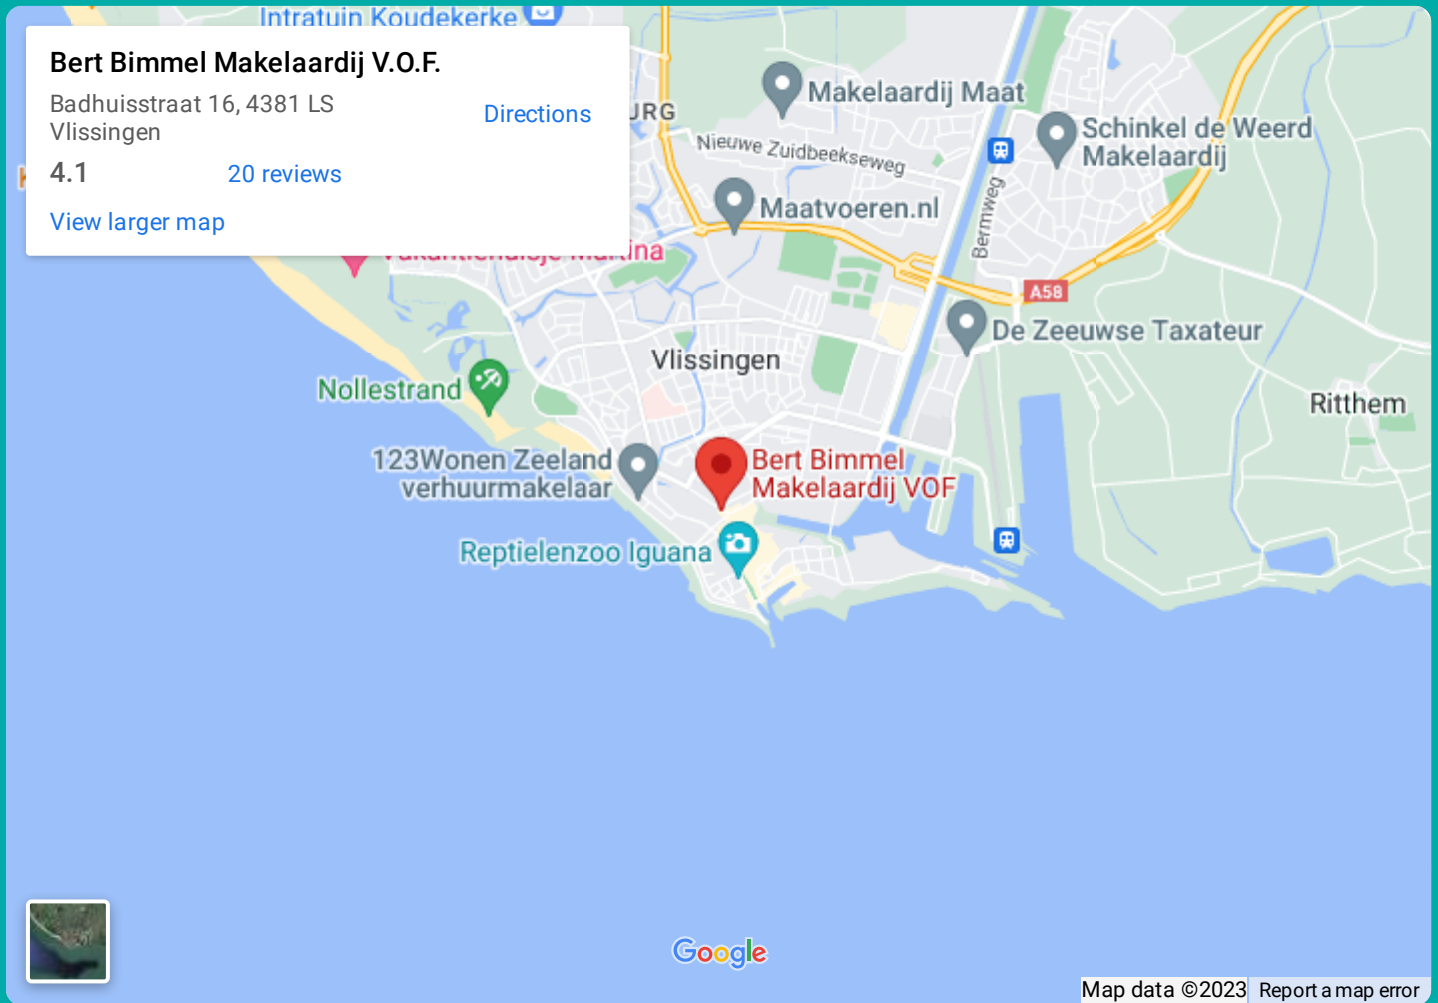 Intratuin Koudekerke
Bert Bimmel Makelaardij V.O.F.
Badhuisstraat 16, 4381 LS
Vlissingen
Directions
4.1
20 reviews
View larger map
URG
Makelaardij Maat
Nieuwe Zuidbeekseweg
Schinkel de Weerd
Makelaardij
Maatvoeren.nl
Bermweg
Vakantiehuisje Martina
A58
De Zeeuwse Taxateur
Vlissingen
Nollestrand
Ritthem
123Wonen Zeeland
verhuurmakelaar
Bert Bimmel
Makelaardij VOF
Reptielenzoo Iguana
Google
Map data ©2023
Report a map error